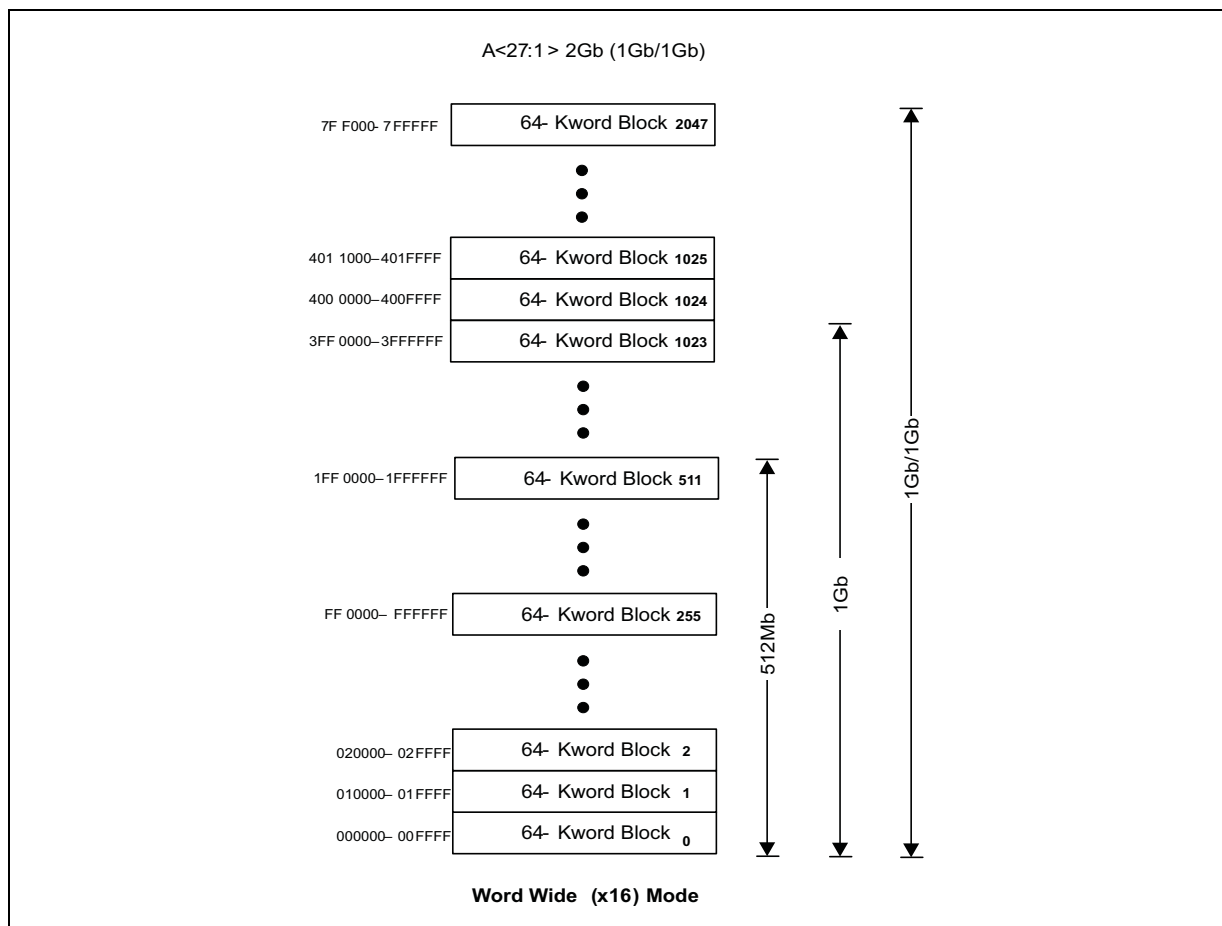 A<27:1 > 2Gb (1Gb/1Gb)
7F F000- 7FFFFF 64- Kword Block 2047
401 1000–401FFFF 64- Kword Block 1025
400 0000–400FFFF 64- Kword Block 1024
3FF 0000–3FFFFFF 64- Kword Block 1023
1FF 0000–1FFFFFF 64- Kword Block 511
FF 0000– FFFFFF 64- Kword Block 255
020000– 02FFFF 64- Kword Block 2
010000– 01FFFF 64- Kword Block 1
000000– 00FFFF 64- Kword Block 0
512Mb
1Gb
1Gb/1Gb
Word Wide (x16) Mode